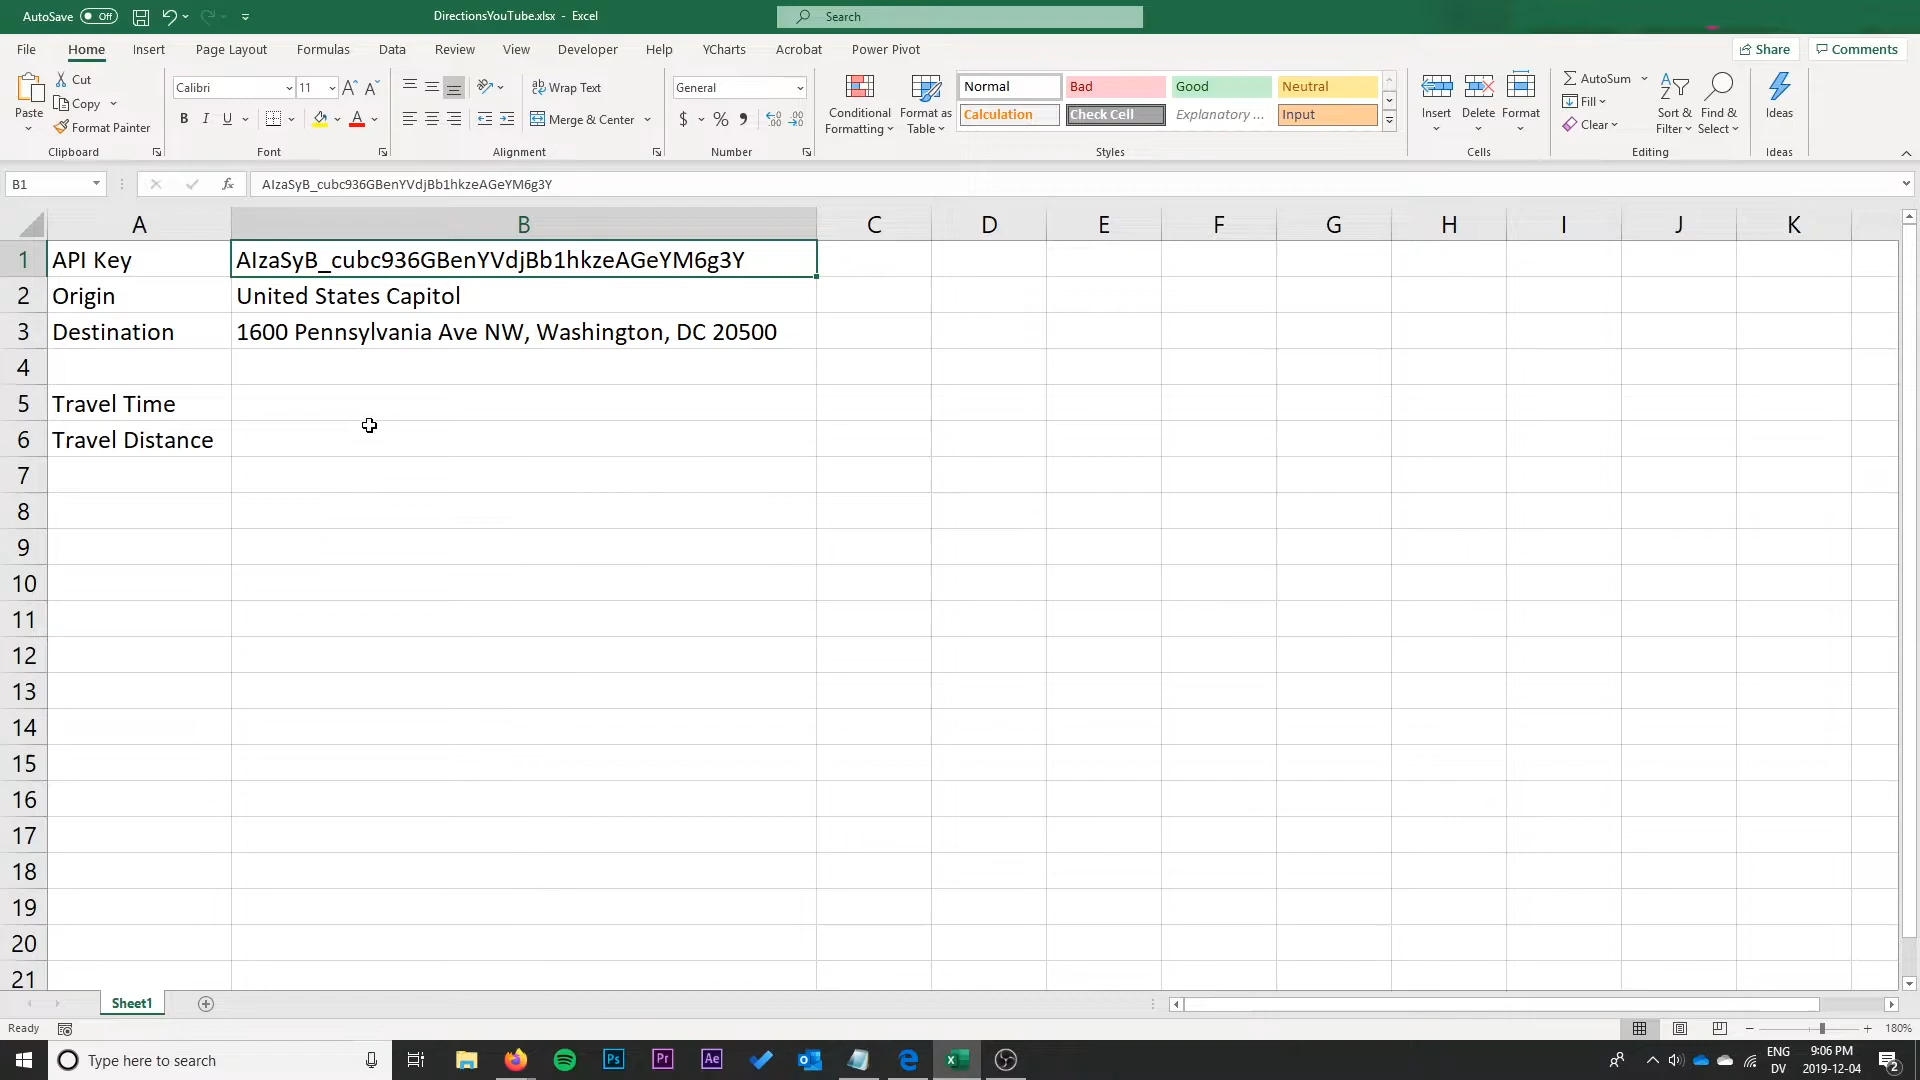 AutoSave Off DirectionsYouTube.xlsx - Excel Search
File Home Insert Page Layout Formulas Data Review View Developer Help YCharts Acrobat Power Pivot Share Comments
Paste Cut Copy Format Painter Clipboard
Calibri 11 B I U A Font
Wrap Text Merge & Center Alignment
General $ % Number
Conditional Formatting Format as Table
Normal Bad Good Neutral
Calculation Check Cell Explanatory ... Input
Styles
Insert Delete Format Cells
AutoSum Fill Clear Sort & Filter Find & Select Editing
Ideas Ideas
B1 fx AIzaSyB_cubc936GBenYVdjBb1hkzeAGeYM6g3Y
A B C D E F G H I J K
1 API Key AIzaSyB_cubc936GBenYVdjBb1hkzeAGeYM6g3Y
2 Origin United States Capitol
3 Destination 1600 Pennsylvania Ave NW, Washington, DC 20500
4
5 Travel Time
6 Travel Distance
7
8
9
10
11
12
13
14
15
16
17
18
19
20
21
Sheet1
Ready 180%
Type here to search Ps Pr Ae ENG DV 9:06 PM 2019-12-04 2